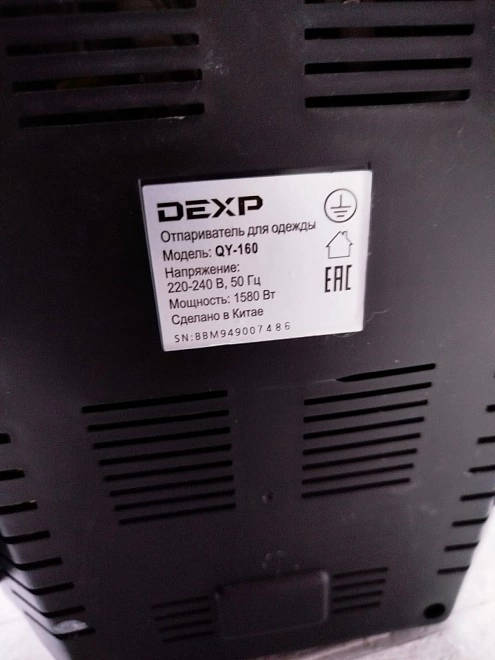 DEXP
Отпариватель для одежды
Модель: QY-160
Напряжение:
220-240 В, 50 Гц
Мощность: 1580 Вт
Сделано в Китае
SN:BBM949007486
EAC